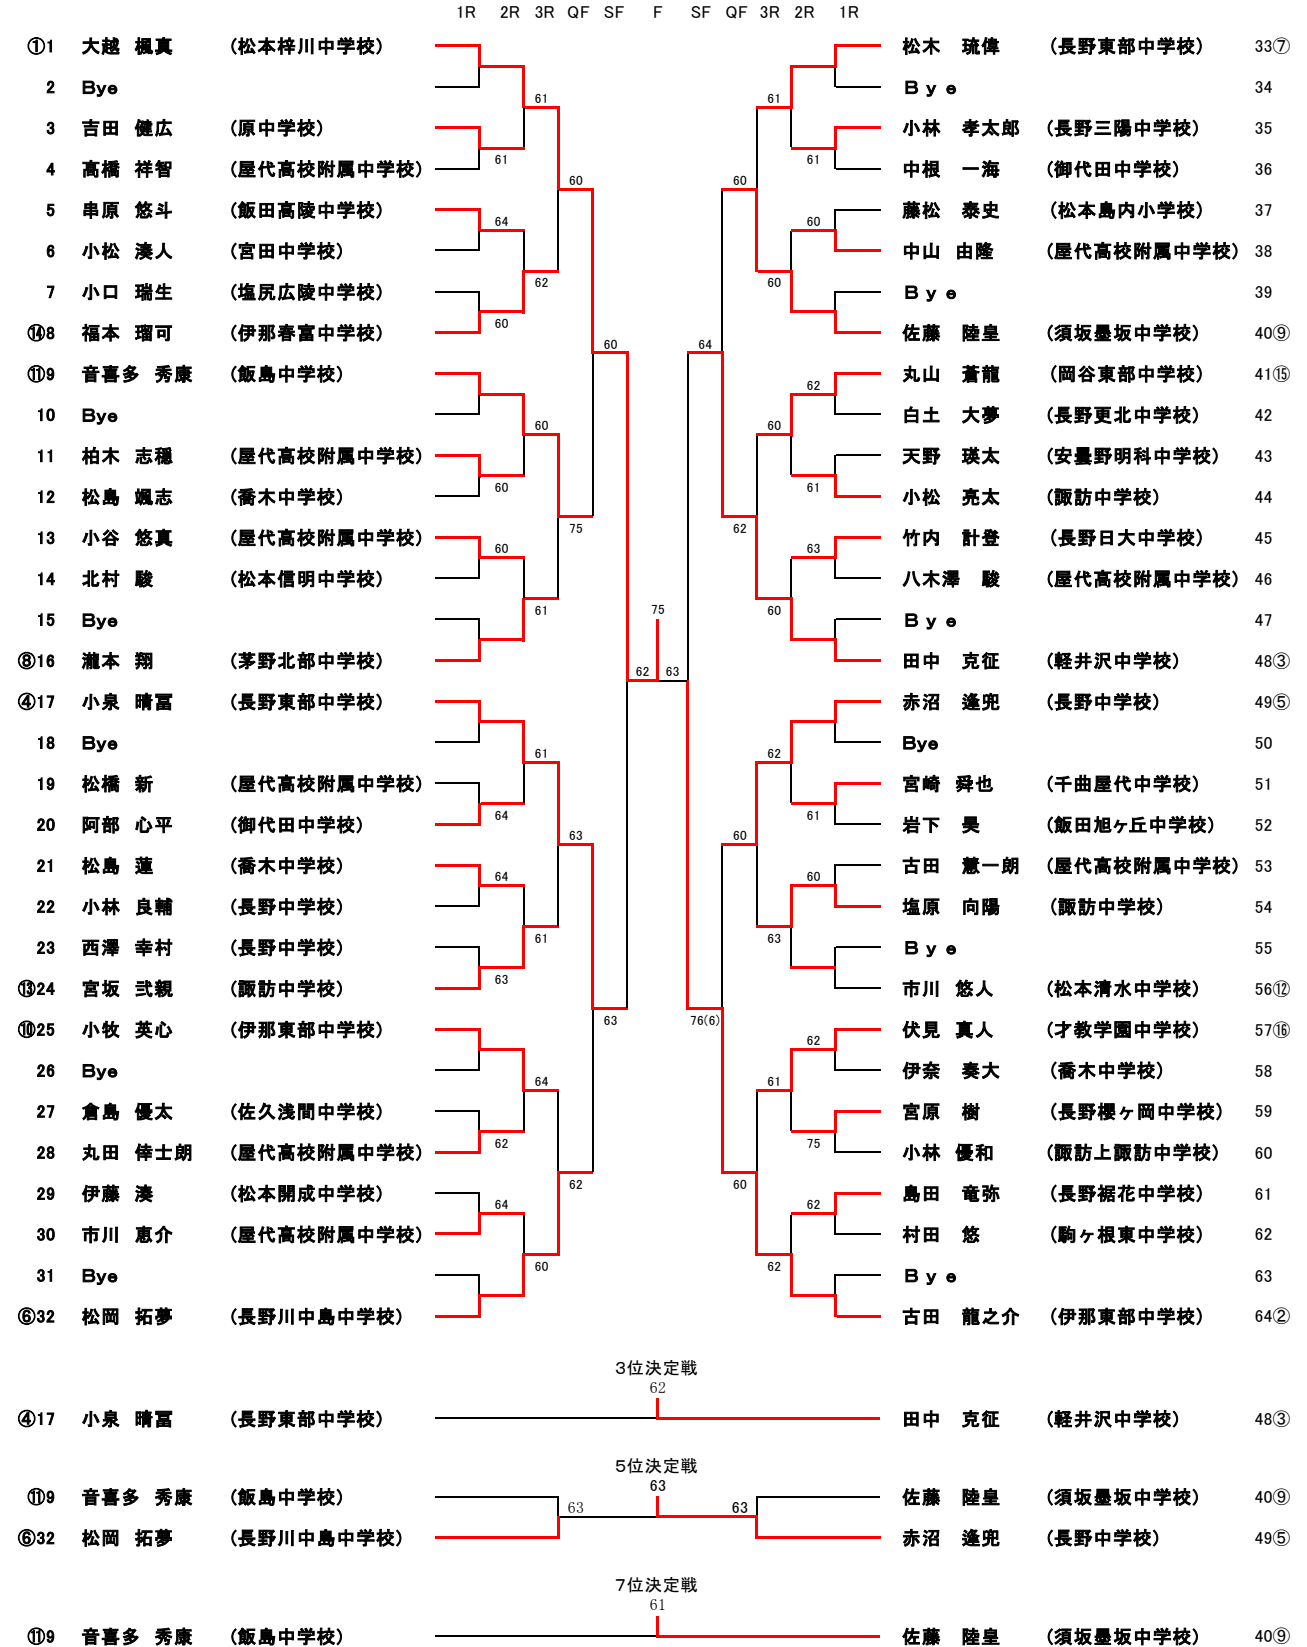 1R 2R 3R QF SF F SF QF 3R 2R 1R
①1 大越 楓真 (松本梓川中学校) 松木 琉偉 (長野東部中学校) 33⑦
2 Bye Bye 34
61 61
3 吉田 健広 (原中学校) 小林 孝太郎 (長野三陽中学校) 35
61 61
4 高橋 祥智 (屋代高校附属中学校) 中根 一海 (御代田中学校) 36
60 60
5 串原 悠斗 (飯田高陵中学校) 藤松 泰史 (松本島内小学校) 37
64 60
6 小松 湊人 (宮田中学校) 中山 由隆 (屋代高校附属中学校) 38
62 60
7 小口 瑞生 (塩尻広陵中学校) Bye 39
60
⑭8 福本 瑠可 (伊那春富中学校) 佐藤 陸皇 (須坂墨坂中学校) 40⑨
60 64
⑪9 音喜多 秀康 (飯島中学校) 丸山 蒼龍 (岡谷東部中学校) 41⑮
62
10 Bye 白土 大夢 (長野更北中学校) 42
60 60
11 柏木 志穏 (屋代高校附属中学校) 天野 瑛太 (安曇野明科中学校) 43
60 61
12 松島 颯志 (喬木中学校) 小松 亮太 (諏訪中学校) 44
75 62
13 小谷 悠真 (屋代高校附属中学校) 竹内 計登 (長野日大中学校) 45
60 63
14 北村 駿 (松本信明中学校) 八木澤 駿 (屋代高校附属中学校) 46
61 75 60
15 Bye Bye 47
⑧16 瀧本 翔 (茅野北部中学校) 田中 克征 (軽井沢中学校) 48③
62 63
④17 小泉 晴冨 (長野東部中学校) 赤沼 逢兜 (長野中学校) 49⑤
18 Bye Bye 50
61 62
19 松橋 新 (屋代高校附属中学校) 宮崎 舜也 (千曲屋代中学校) 51
64 61
20 阿部 心平 (御代田中学校) 岩下 昊 (飯田旭ヶ丘中学校) 52
63 60
21 松島 蓮 (喬木中学校) 古田 慧一朗 (屋代高校附属中学校) 53
64 60
22 小林 良輔 (長野中学校) 塩原 向陽 (諏訪中学校) 54
61 63
23 西澤 幸村 (長野中学校) Bye 55
63
⑬24 宮坂 弐親 (諏訪中学校) 市川 悠人 (松本清水中学校) 56⑫
63 76(6)
⑩25 小牧 英心 (伊那東部中学校) 伏見 真人 (才教学園中学校) 57⑯
62
26 Bye 伊奈 奏大 (喬木中学校) 58
64 61
27 倉島 優太 (佐久浅間中学校) 宮原 樹 (長野櫻ヶ岡中学校) 59
62 75
28 丸田 倖士朗 (屋代高校附属中学校) 小林 優和 (諏訪上諏訪中学校) 60
62 60
29 伊藤 湊 (松本開成中学校) 島田 竜弥 (長野裾花中学校) 61
64 62
30 市川 恵介 (屋代高校附属中学校) 村田 悠 (駒ヶ根東中学校) 62
60 62
31 Bye Bye 63
⑥32 松岡 拓夢 (長野川中島中学校) 古田 龍之介 (伊那東部中学校) 64②
3位決定戦
62
④17 小泉 晴冨 (長野東部中学校) 田中 克征 (軽井沢中学校) 48③
5位決定戦
63
⑪9 音喜多 秀康 (飯島中学校) 佐藤 陸皇 (須坂墨坂中学校) 40⑨
63 63
⑥32 松岡 拓夢 (長野川中島中学校) 赤沼 逢兜 (長野中学校) 49⑤
7位決定戦
61
⑪9 音喜多 秀康 (飯島中学校) 佐藤 陸皇 (須坂墨坂中学校) 40⑨